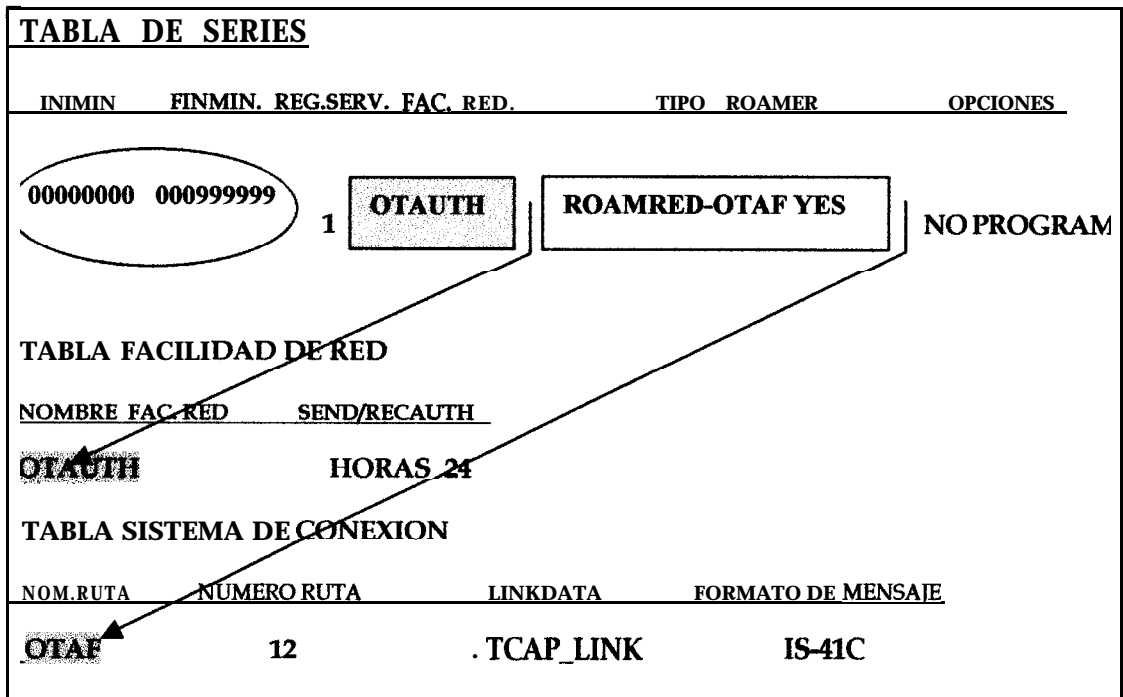 TABLA DE SERIES
INIMIN FINMIN. REG.SERV. FAC. RED. TIPO ROAMER OPCIONES
00000000 000999999 1 OTAUTH ROAMRED-OTAF YES NO PROGRAM
TABLA FACILIDAD DE RED
NOMBRE FAC. RED SEND/RECAUTH
OTAUTH HORAS 24
TABLA SISTEMA DE CONEXION
NOM.RUTA NUMERO RUTA LINKDATA FORMATO DE MENSAJE
OTAF 12 . TCAP_LINK IS-41C